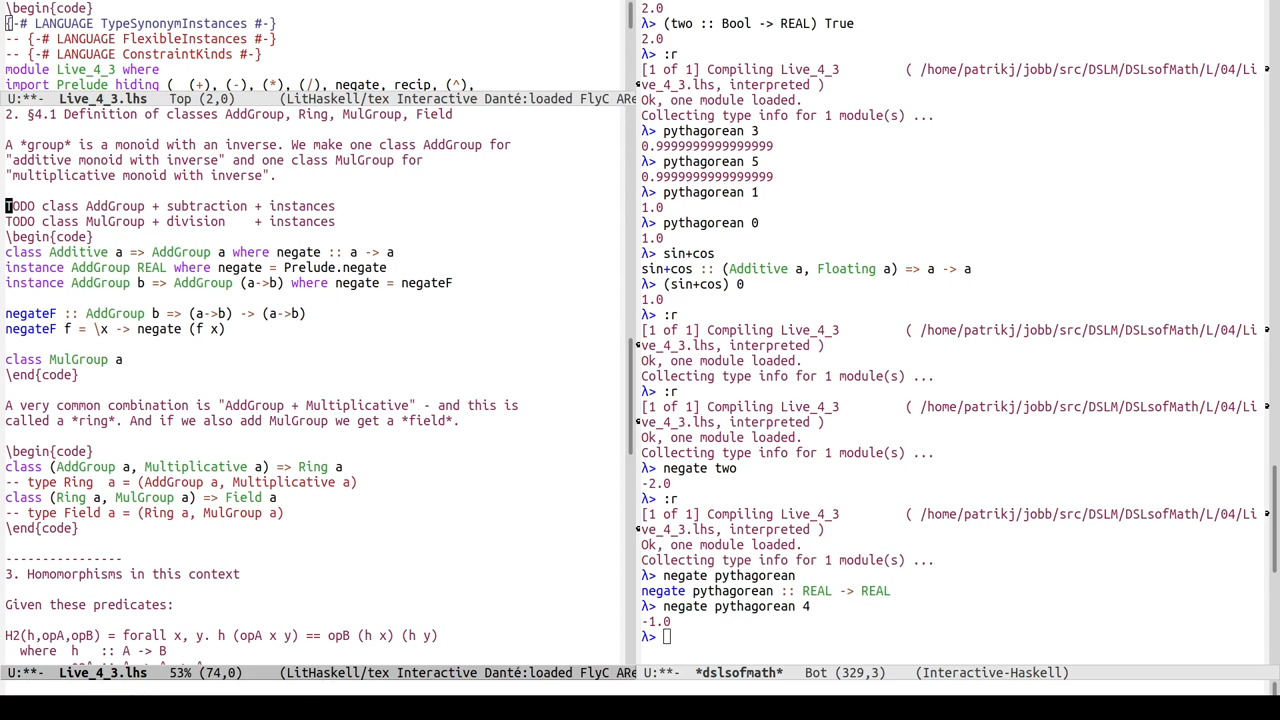 \begin{code}
{-# LANGUAGE TypeSynonymInstances #-}
-- {-# LANGUAGE FlexibleInstances #-}
-- {-# LANGUAGE ConstraintKinds #-}
module Live_4_3 where
import Prelude hiding (  (+), (-), (*), (/), negate, recip, (^),
U:**-  Live_4_3.lhs   Top (2,0)      (LitHaskell/tex Interactive Danté:loaded FlyC ARe
2. §4.1 Definition of classes AddGroup, Ring, MulGroup, Field
A *group* is a monoid with an inverse. We make one class AddGroup for
"additive monoid with inverse" and one class MulGroup for
"multiplicative monoid with inverse".
TODO class AddGroup + subtraction + instances
TODO class MulGroup + division    + instances
\begin{code}
class Additive a => AddGroup a where negate :: a -> a
instance AddGroup REAL where negate = Prelude.negate
instance AddGroup b => AddGroup (a->b) where negate = negateF
negateF :: AddGroup b => (a->b) -> (a->b)
negateF f = \x -> negate (f x)
class MulGroup a
\end{code}
A very common combination is "AddGroup + Multiplicative" - and this is
called a *ring*. And if we also add MulGroup we get a *field*.
\begin{code}
class (AddGroup a, Multiplicative a) => Ring a
-- type Ring  a = (AddGroup a, Multiplicative a)
class (Ring a, MulGroup a) => Field a
-- type Field a = (Ring a, MulGroup a)
\end{code}
----------------
3. Homomorphisms in this context
Given these predicates:
H2(h,opA,opB) = forall x, y. h (opA x y) == opB (h x) (h y)
  where  h   :: A -> B
U:**-  Live_4_3.lhs   53% (74,0)     (LitHaskell/tex Interactive Danté:loaded FlyC ARe
2.0
λ> (two :: Bool -> REAL) True
2.0
λ> :r
[1 of 1] Compiling Live_4_3         ( /home/patrikj/jobb/src/DSLM/DSLsofMath/L/04/Li
ve_4_3.lhs, interpreted )
Ok, one module loaded.
Collecting type info for 1 module(s) ...
λ> pythagorean 3
0.9999999999999999
λ> pythagorean 5
0.9999999999999999
λ> pythagorean 1
1.0
λ> pythagorean 0
1.0
λ> sin+cos
sin+cos :: (Additive a, Floating a) => a -> a
λ> (sin+cos) 0
1.0
λ> :r
[1 of 1] Compiling Live_4_3         ( /home/patrikj/jobb/src/DSLM/DSLsofMath/L/04/Li
ve_4_3.lhs, interpreted )
Ok, one module loaded.
Collecting type info for 1 module(s) ...
λ> :r
[1 of 1] Compiling Live_4_3         ( /home/patrikj/jobb/src/DSLM/DSLsofMath/L/04/Li
ve_4_3.lhs, interpreted )
Ok, one module loaded.
Collecting type info for 1 module(s) ...
λ> negate two
-2.0
λ> :r
[1 of 1] Compiling Live_4_3         ( /home/patrikj/jobb/src/DSLM/DSLsofMath/L/04/Li
ve_4_3.lhs, interpreted )
Ok, one module loaded.
Collecting type info for 1 module(s) ...
λ> negate pythagorean
negate pythagorean :: REAL -> REAL
λ> negate pythagorean 4
-1.0
λ>
U:**-  *dslsofmath*   Bot (329,3)    (Interactive-Haskell)